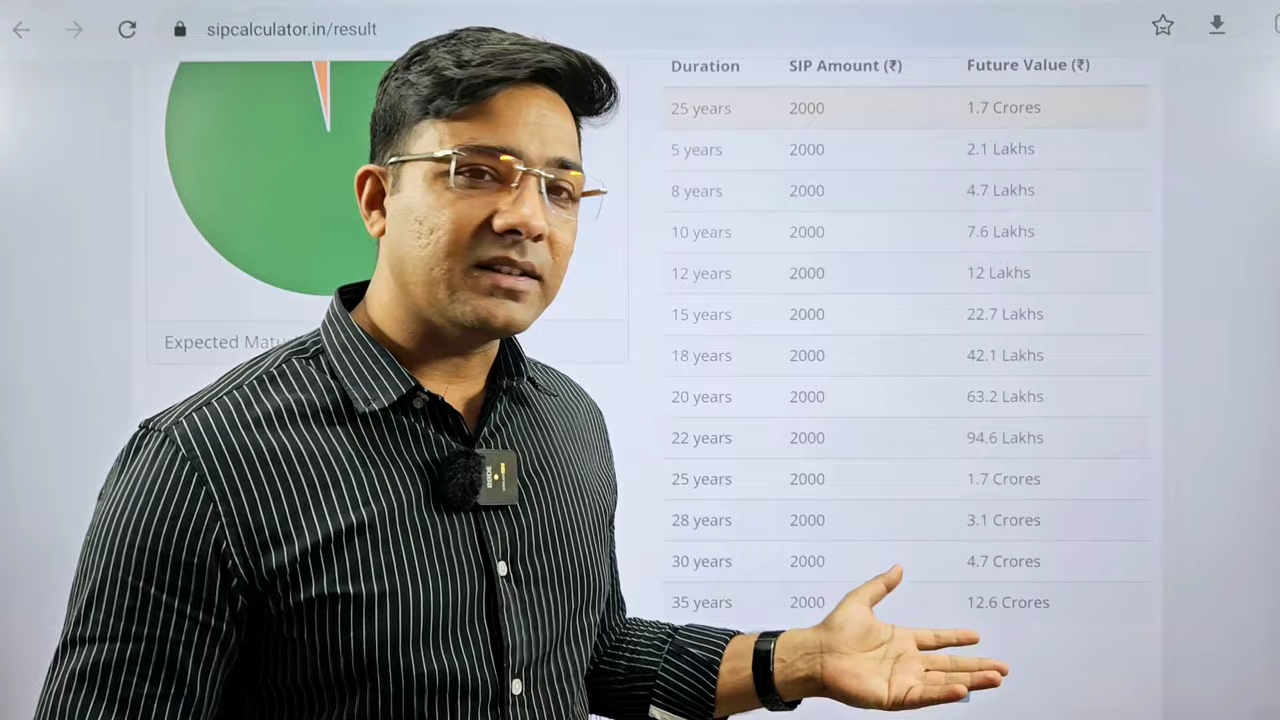 sipcalculator.in/result
Expected Matu
Duration SIP Amount (₹) Future Value (₹)
25 years 2000 1.7 Crores
5 years 2000 2.1 Lakhs
8 years 2000 4.7 Lakhs
10 years 2000 7.6 Lakhs
12 years 2000 12 Lakhs
15 years 2000 22.7 Lakhs
18 years 2000 42.1 Lakhs
20 years 2000 63.2 Lakhs
22 years 2000 94.6 Lakhs
25 years 2000 1.7 Crores
28 years 2000 3.1 Crores
30 years 2000 4.7 Crores
35 years 2000 12.6 Crores